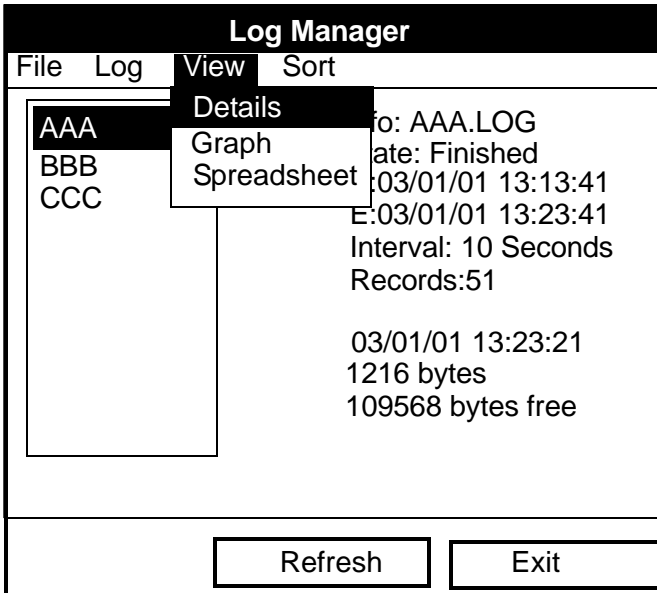 Log Manager
File Log View Sort
Details
Graph
Spreadsheet
AAA
BBB
CCC
fo: AAA.LOG
ate: Finished
:03/01/01 13:13:41
E:03/01/01 13:23:41
Interval: 10 Seconds
Records:51
03/01/01 13:23:21
1216 bytes
109568 bytes free
Refresh Exit